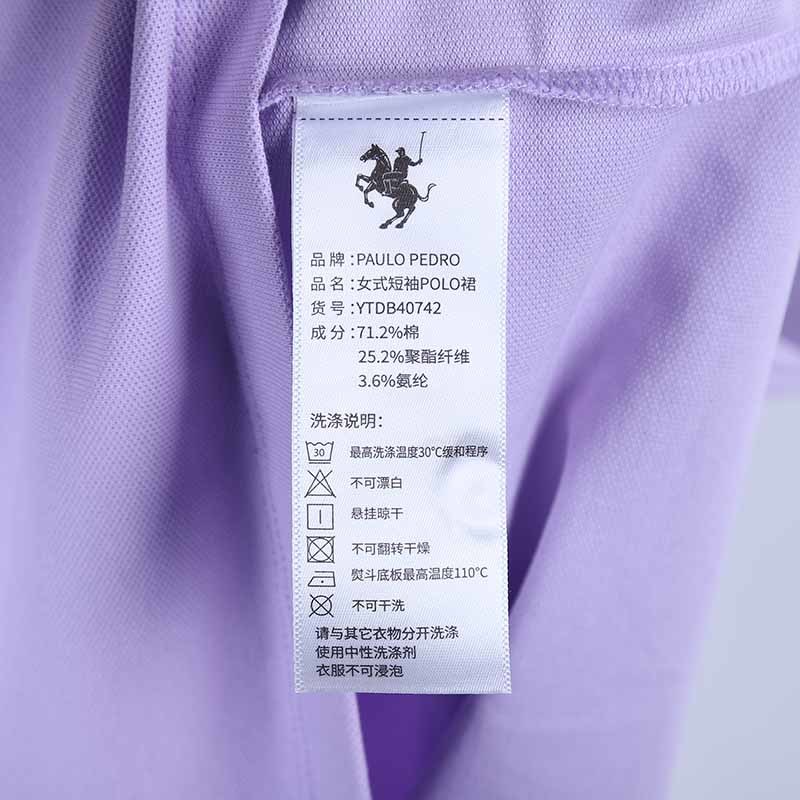 品牌:PAULO PEDRO
品名:女式短袖POLO裙
货号:YTDB40742
成分:71.2%棉
25.2%聚酯纤维
3.6%氨纶
洗涤说明:
30 最高洗涤温度30℃缓和程序
不可漂白
悬挂晾干
不可翻转干燥
熨斗底板最高温度110℃
不可干洗
请与其它衣物分开洗涤
使用中性洗涤剂
衣服不可浸泡